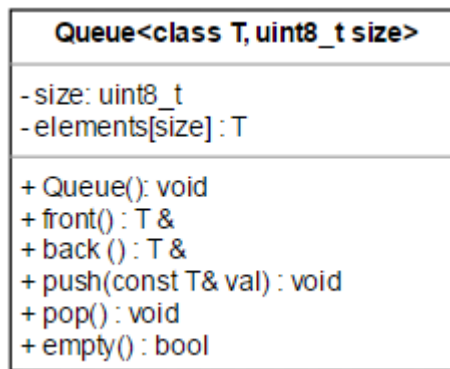 Queue<class T, uint8_t size>
- size: uint8_t
- elements[size] : T
+ Queue(): void
+ front() : T &
+ back () : T &
+ push(const T& val) : void
+ pop() : void
+ empty() : bool